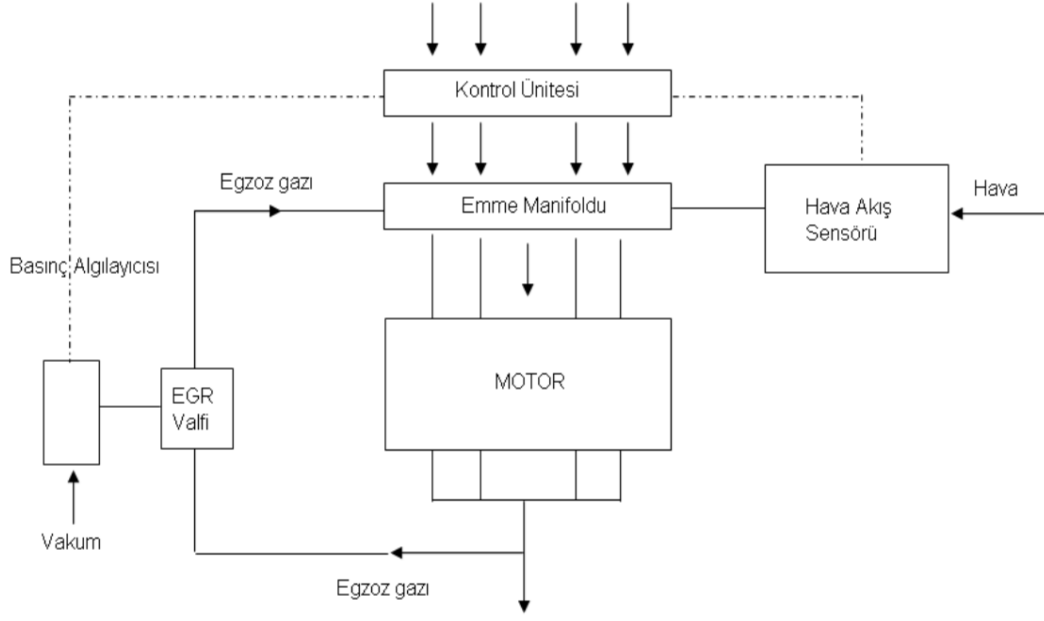 Kontrol Ünitesi
Egzoz gazı
Emme Manifoldu
Hava Akış
Sensörü
Hava
Basınç Algılayıcısı
MOTOR
EGR
Valfi
Vakum
Egzoz gazı